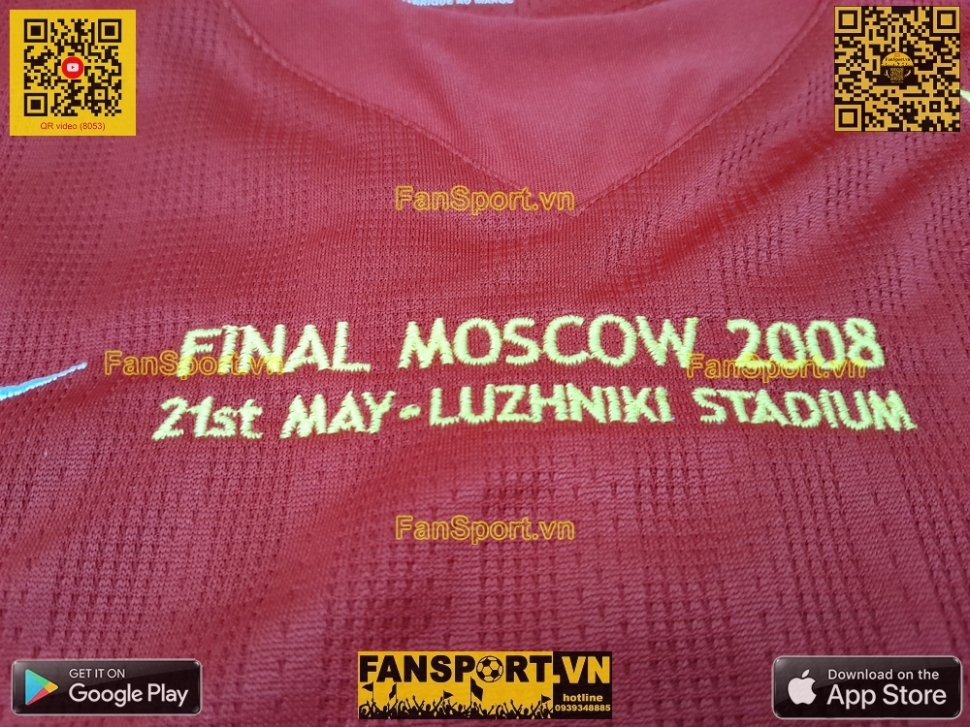 QR video (8053)
FanSport.vn
FINAL MOSCOW 2008
FanSport.vn
FanSport.vn
21st MAY-LUZHNIKI STADIUM
FanSport.vn
GET IT ON
Google Play
FANSPORT.VN
hotline
0939348885
Download on the
App Store